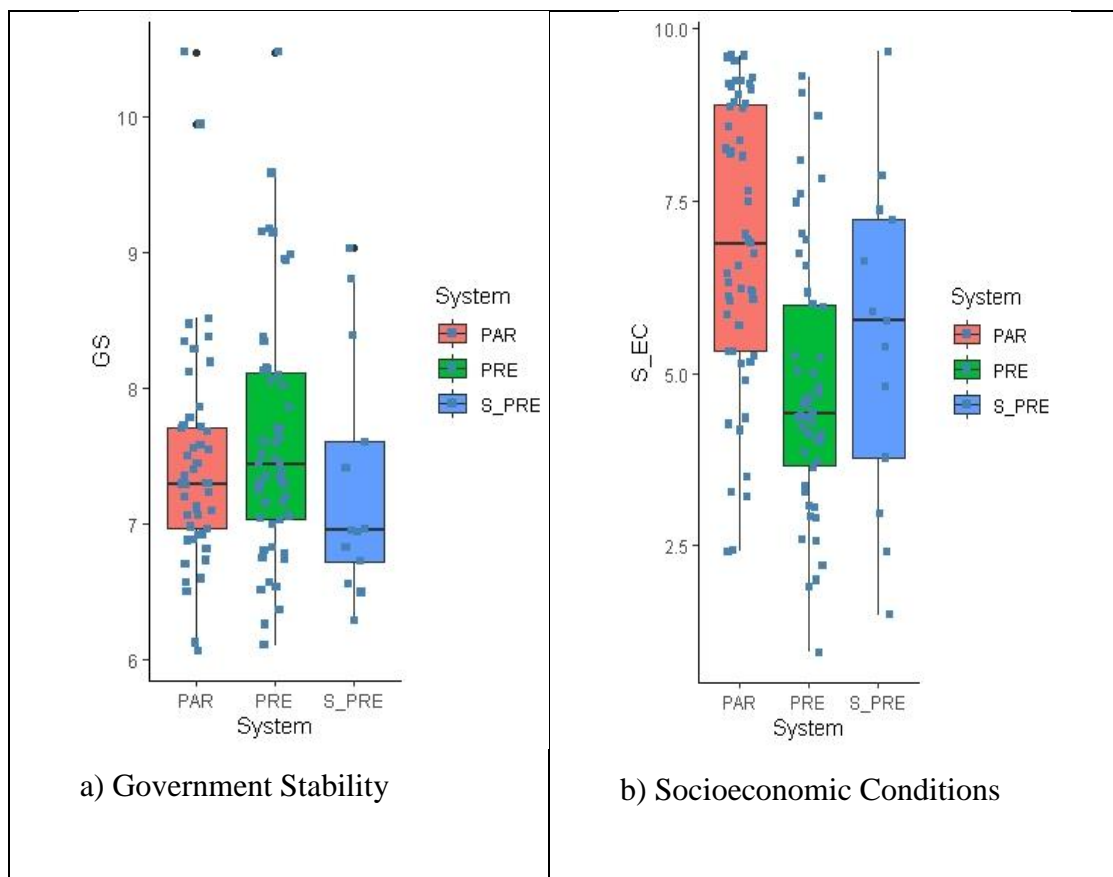 10
9
8
7
6
GS
PAR
PRE
S_PRE
System
System
PAR
PRE
S_PRE
a) Government Stability
10.0
7.5
5.0
2.5
S_EC
PAR
PRE
S_PRE
System
System
PAR
PRE
S_PRE
b) Socioeconomic Conditions